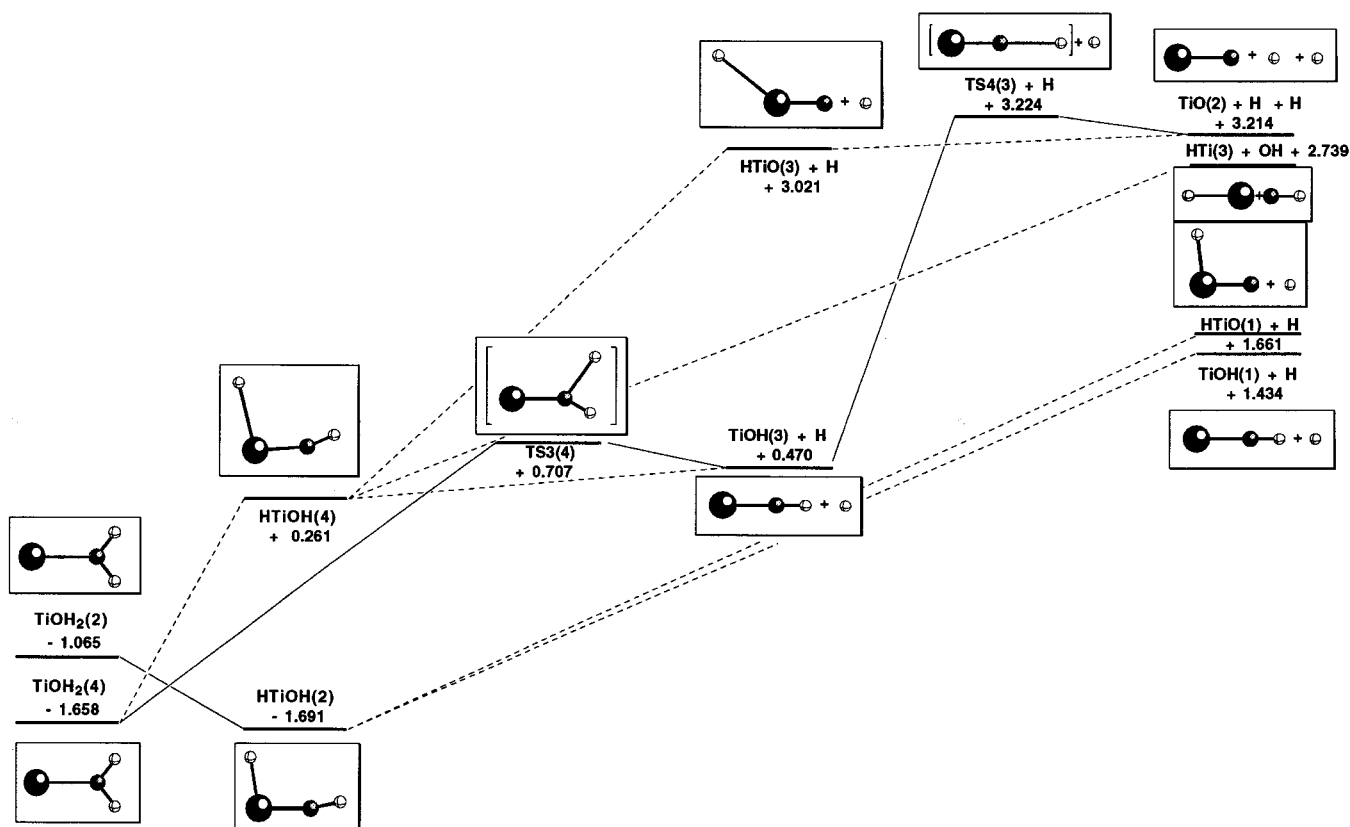 TS4(3) + H
+ 3.224
TiO(2) + H + H
+ 3.214
HTiO(3) + H
+ 3.021
HTi(3) + OH + 2.739
HTiO(1) + H
+ 1.661
TiOH(1) + H
+ 1.434
TS3(4)
+ 0.707
TiOH(3) + H
+ 0.470
HTiOH(4)
+ 0.261
TiOH₂(2)
- 1.065
TiOH₂(4)
- 1.658
HTiOH(2)
- 1.691